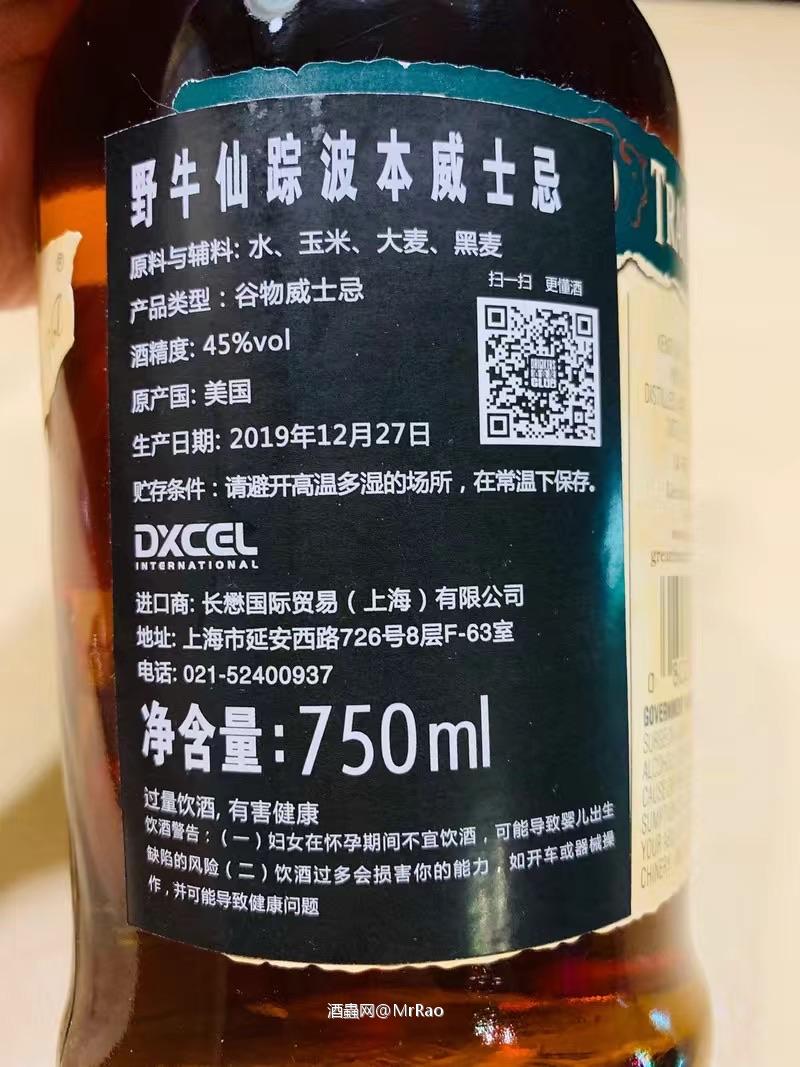 野牛仙踪波本威士忌
原料与辅料: 水、玉米、大麦、黑麦
扫一扫 更懂酒
产品类型：谷物威士忌
酒精度: 45%vol
原产国: 美国
生产日期: 2019年12月27日
贮存条件：请避开高温多湿的场所，在常温下保存。
DXCEL
INTERNATIONAL
进口商: 长懋国际贸易（上海）有限公司
地址: 上海市延安西路726号8层F-63室
电话: 021-52400937
净含量:750ml
过量饮酒, 有害健康
饮酒警告：（一）妇女在怀孕期间不宜饮酒，可能导致婴儿出生
缺陷的风险（二）饮酒过多会损害你的能力，如开车或器械操
作，并可能导致健康问题
TR
DISTILL
GOVERNMENT
SURGEON
ALCOHO
CAUSE
YOUR
CHINERY
酒蟲网@MrRao